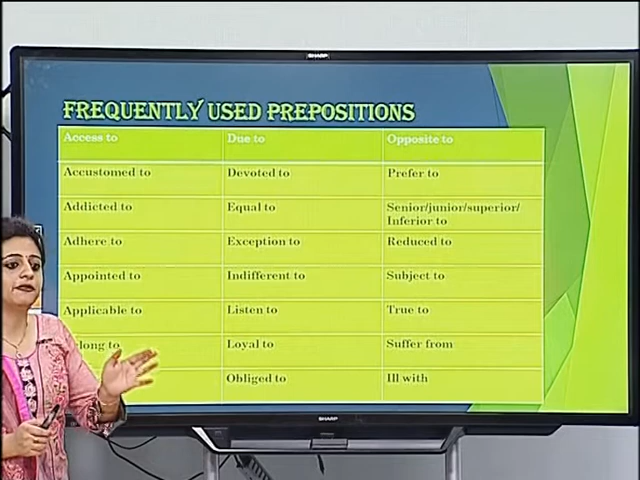 SHARP
FREQUENTLY USED PREPOSITIONS
Access to Due to Opposite to
Accustomed to Devoted to Prefer to
Addicted to Equal to Senior/junior/superior/
Inferior to
Adhere to Exception to Reduced to
Appointed to Indifferent to Subject to
Applicable to Listen to True to
long to Loyal to Suffer from
Obliged to Ill with
SHARP